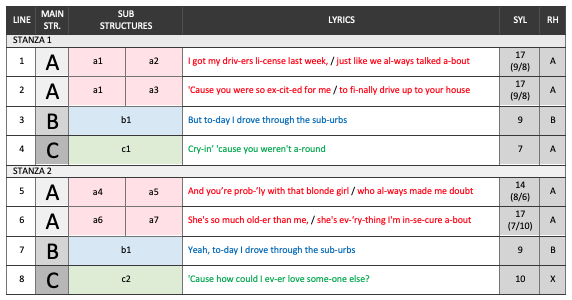 LINE MAIN STR. SUB STRUCTURES LYRICS SYL RH
STANZA 1
1 A a1 a2 I got my driv-ers li-cense last week, / just like we al-ways talked a-bout 17 (9/8) A
2 A a1 a3 'Cause you were so ex-cit-ed for me / to fi-nally drive up to your house 17 (9/8) A
3 B b1 But to-day I drove through the sub-urbs 9 B
4 C c1 Cry-in' 'cause you weren't a-round 7 A
STANZA 2
5 A a4 a5 And you're prob-'ly with that blonde girl / who al-ways made me doubt 14 (8/6) A
6 A a6 a7 She's so much old-er than me, / she's ev-'ry-thing I'm in-se-cure a-bout 17 (7/10) A
7 B b1 Yeah, to-day I drove through the sub-urbs 9 B
8 C c2 'Cause how could I ev-er love some-one else? 10 X